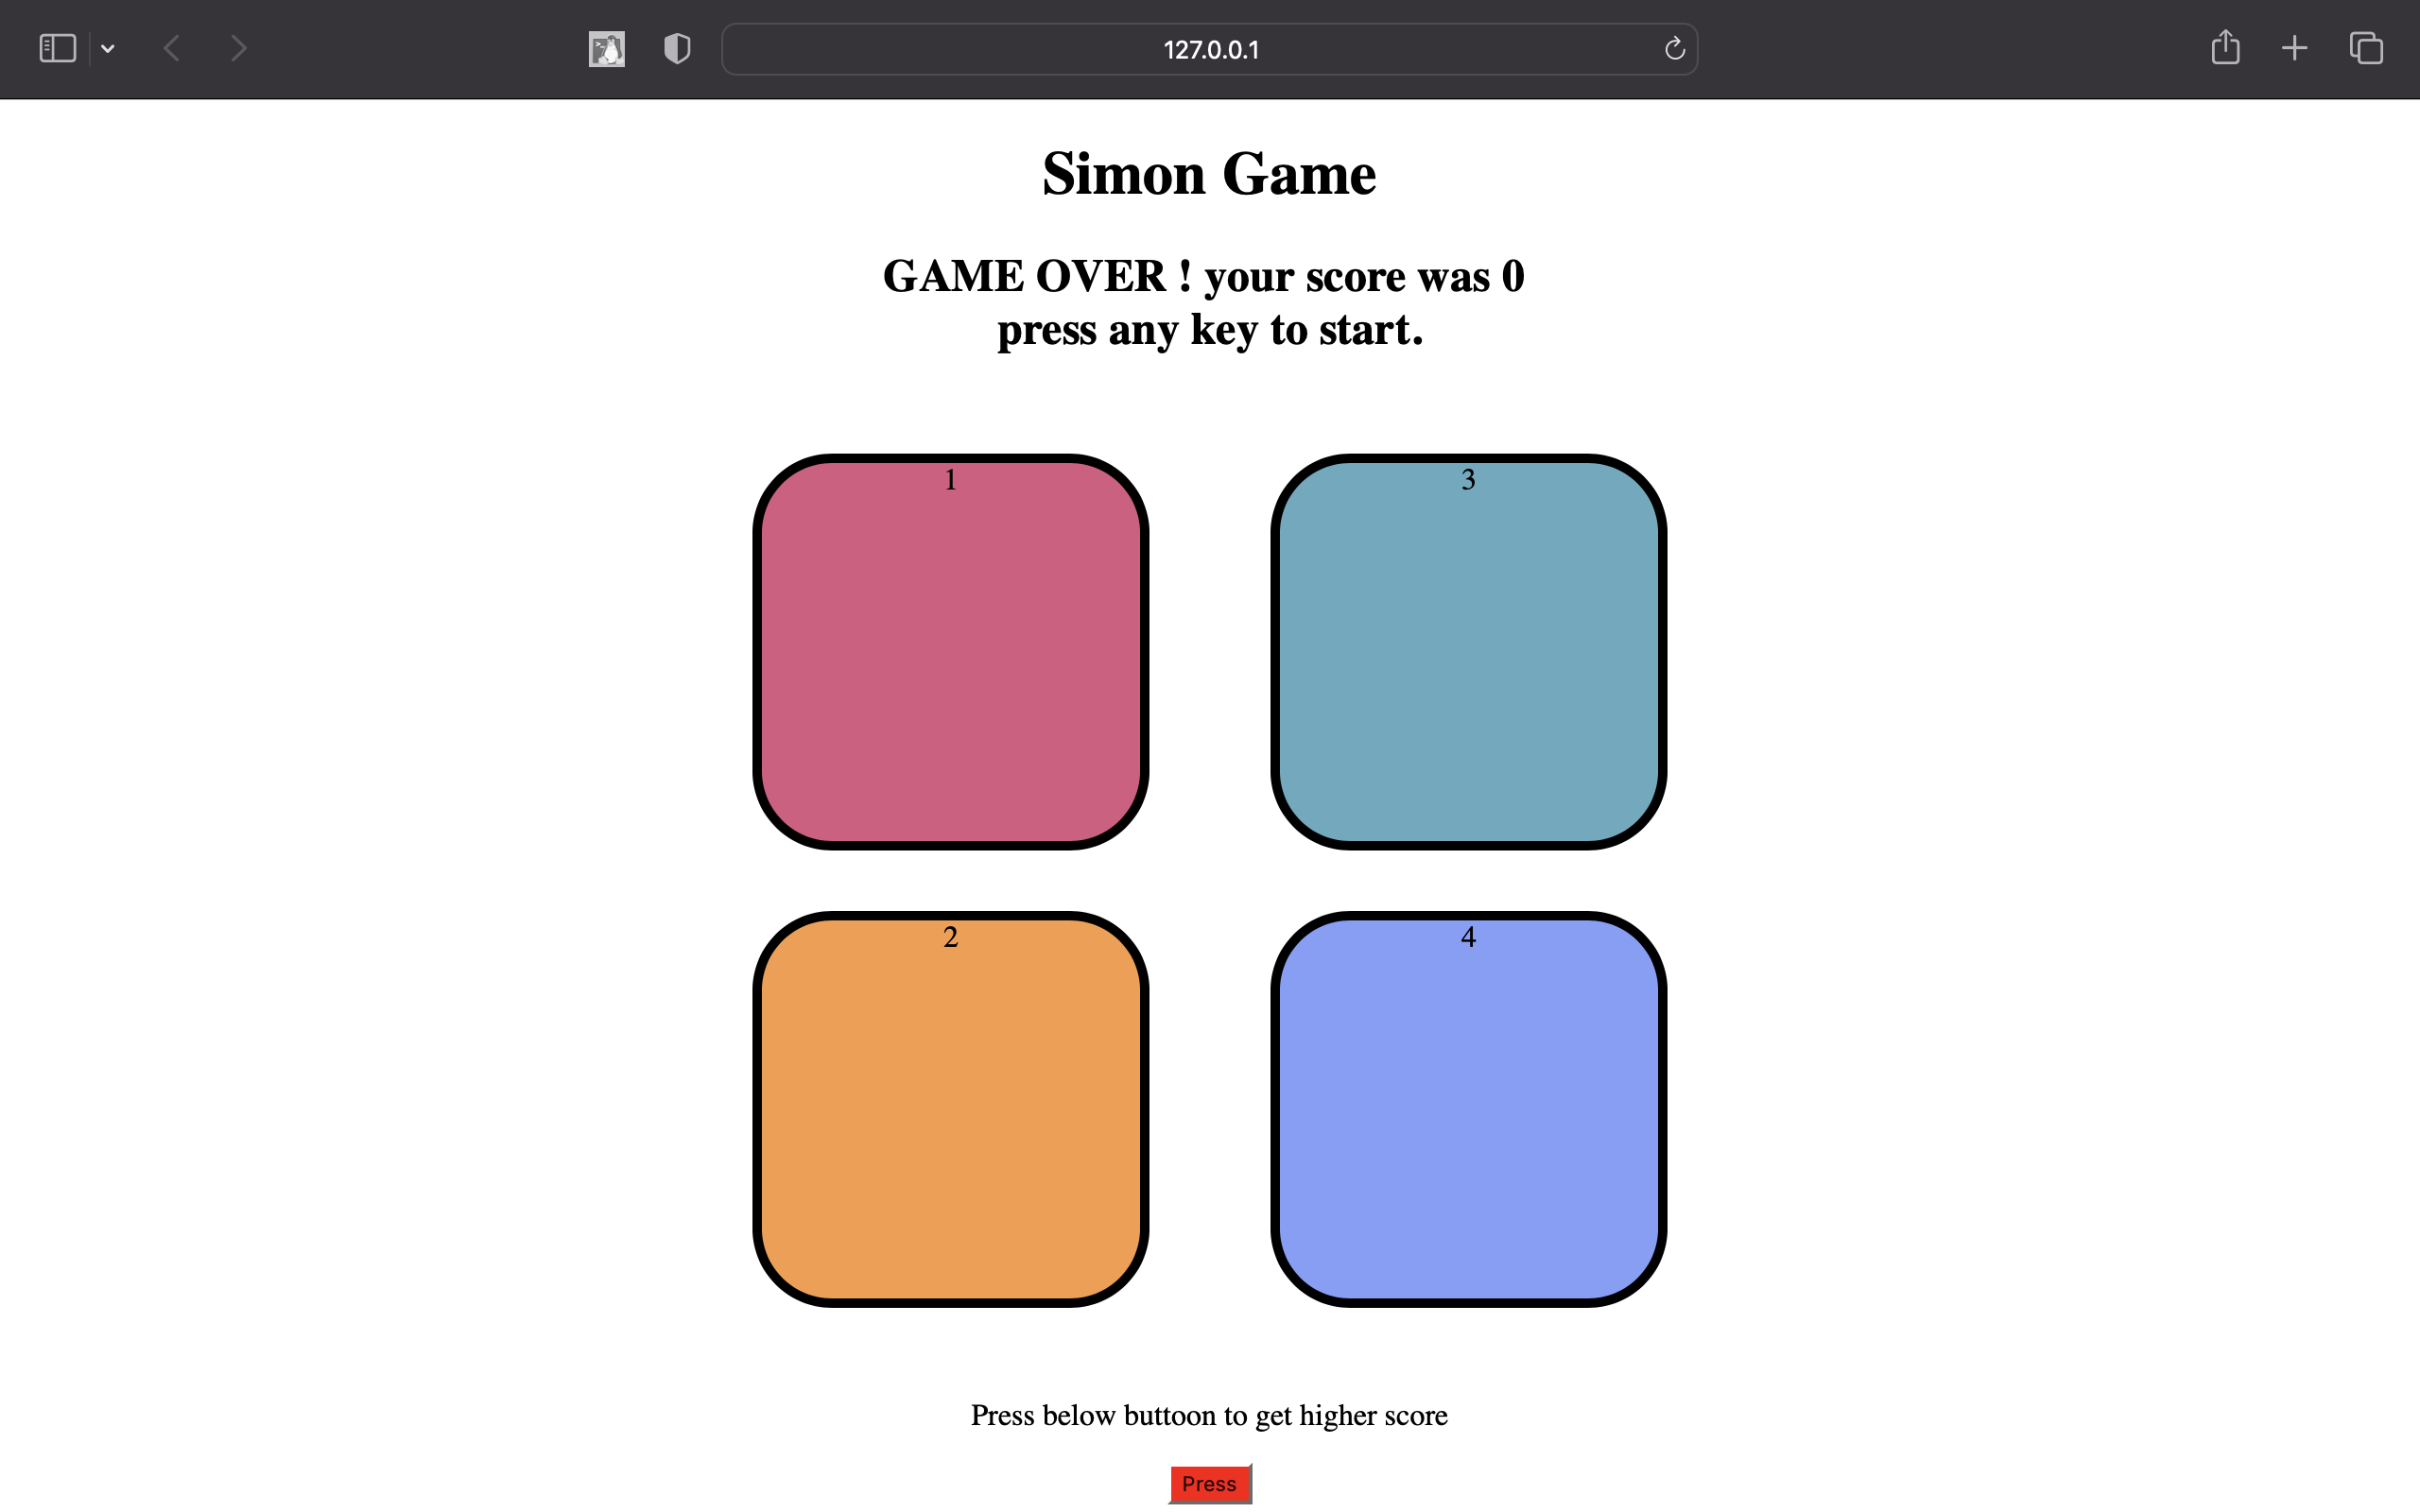 127.0.0.1
Simon Game
GAME OVER ! your score was 0
press any key to start.
1
3
2
4
Press below buttoon to get higher score
Press